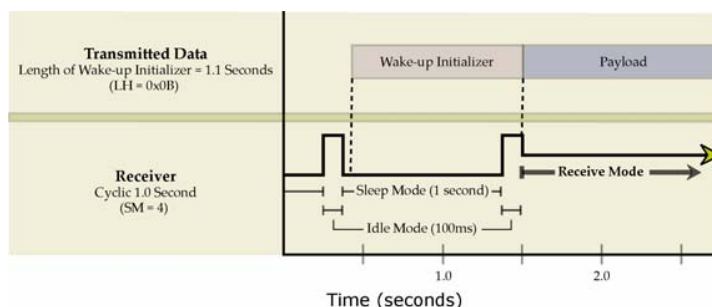 Transmitted Data
Length of Wake-up Initializer = 1.1 Seconds
(LH = 0x0B)
Wake-up Initializer
Payload
Receiver
Cyclic 1.0 Second
(SM = 4)
Sleep Mode (1 second)
Receive Mode
Idle Mode (100ms)
1.0
2.0
Time (seconds)